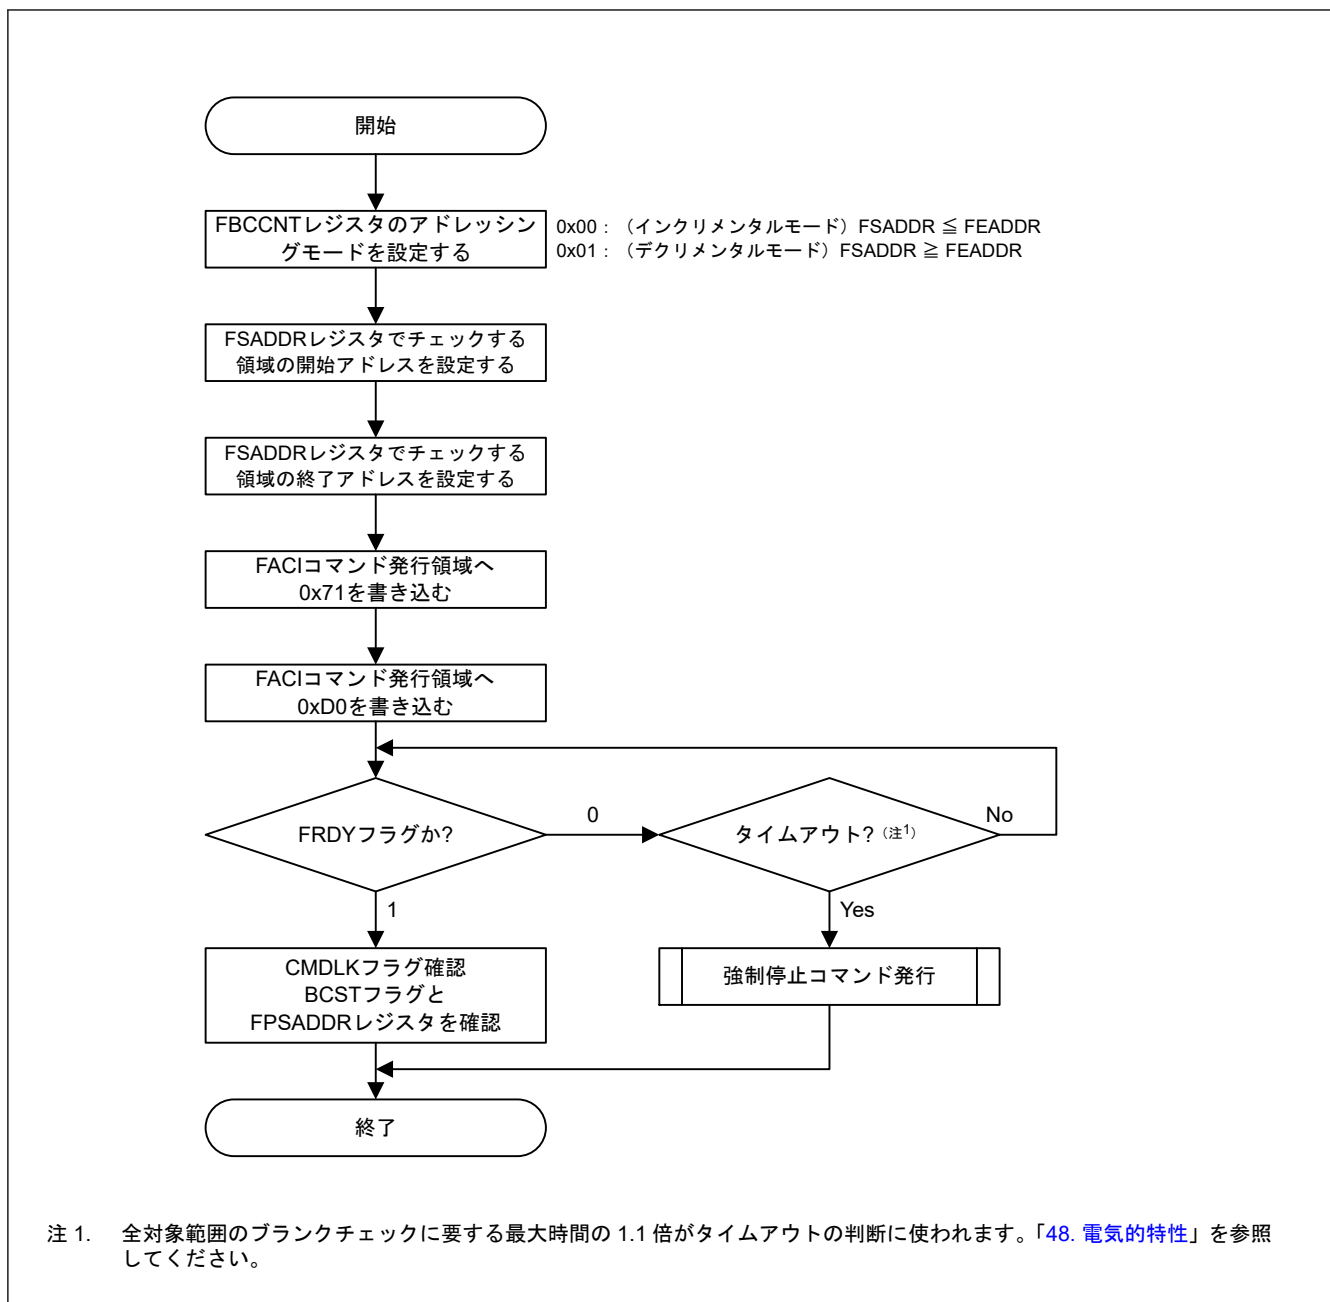 開始
FBCCNTレジスタのアドレッシン
グモードを設定する
0x00：（インクリメンタルモード）FSADDR ≦ FEADDR
0x01：（デクリメンタルモード）FSADDR ≧ FEADDR
FSADDRレジスタでチェックする
領域の開始アドレスを設定する
FSADDRレジスタでチェックする
領域の終了アドレスを設定する
FACIコマンド発行領域へ
0x71を書き込む
FACIコマンド発行領域へ
0xD0を書き込む
FRDYフラグか?
0
タイムアウト?（注1）
No
1
Yes
CMDLKフラグ確認
BCSTフラグと
FPSADDRレジスタを確認
強制停止コマンド発行
終了
注 1. 全対象範囲のブランクチェックに要する最大時間の 1.1 倍がタイムアウトの判断に使われます。「48. 電気的特性」を参照
してください。